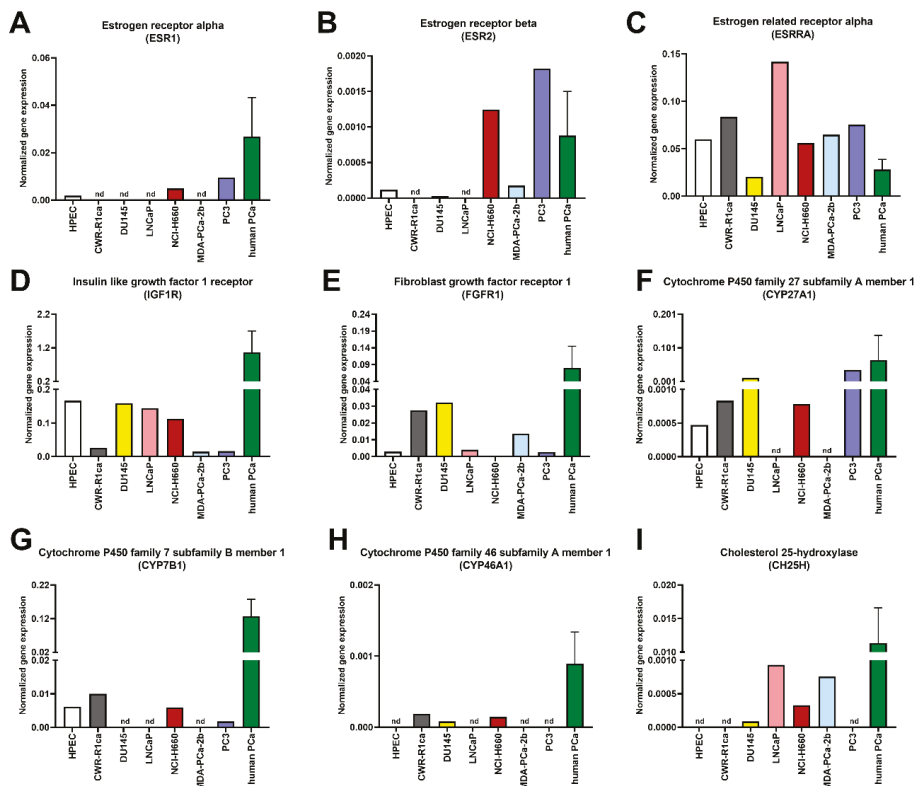 A
Estrogen receptor alpha
(ESR1)
Normalized gene expression
0.06
0.04
0.02
0.00
nd nd nd nd
HPEC
CWR-R1ca
DU145
LNCaP
NCI-H660
MDA-PCa-2b
PC3
human PCa
B
Estrogen receptor beta
(ESR2)
Normalized gene expression
0.0020
0.0015
0.0010
0.0005
0.0000
nd nd
HPEC
CWR-R1ca
DU145
LNCaP
NCI-H660
MDA-PCa-2b
PC3
human PCa
C
Estrogen related receptor alpha
(ESRRA)
Normalized gene expression
0.15
0.10
0.05
0.00
HPEC
CWR-R1ca
DU145
LNCaP
NCI-H660
MDA-PCa-2b
PC3
human PCa
D
Insulin like growth factor 1 receptor
(IGF1R)
Normalized gene expression
2.2
1.2
0.2
0.2
0.1
0.0
HPEC
CWR-R1ca
DU145
LNCaP
NCI-H660
MDA-PCa-2b
PC3
human PCa
E
Fibroblast growth factor receptor 1
(FGFR1)
Normalized gene expression
0.24
0.19
0.14
0.09
0.04
0.04
0.03
0.02
0.01
0.00
HPEC
CWR-R1ca
DU145
LNCaP
NCI-H660
MDA-PCa-2b
PC3
human PCa
F
Cytochrome P450 family 27 subfamily A member 1
(CYP27A1)
Normalized gene expression
0.201
0.101
0.001
0.0010
0.0005
0.0000
nd nd
HPEC
CWR-R1ca
DU145
LNCaP
NCI-H660
MDA-PCa-2b
PC3
human PCa
G
Cytochrome P450 family 7 subfamily B member 1
(CYP7B1)
Normalized gene expression
0.22
0.12
0.02
0.02
0.01
0.00
nd nd nd
HPEC
CWR-R1ca
DU145
LNCaP
NCI-H660
MDA-PCa-2b
PC3
human PCa
H
Cytochrome P450 family 46 subfamily A member 1
(CYP46A1)
Normalized gene expression
0.002
0.001
0.000
nd nd nd nd
HPEC
CWR-R1ca
DU145
LNCaP
NCI-H660
MDA-PCa-2b
PC3
human PCa
I
Cholesterol 25-hydroxylase
(CH25H)
Normalized gene expression
0.020
0.015
0.010
0.0010
0.0005
0.0000
nd nd nd
HPEC
CWR-R1ca
DU145
LNCaP
NCI-H660
MDA-PCa-2b
PC3
human PCa